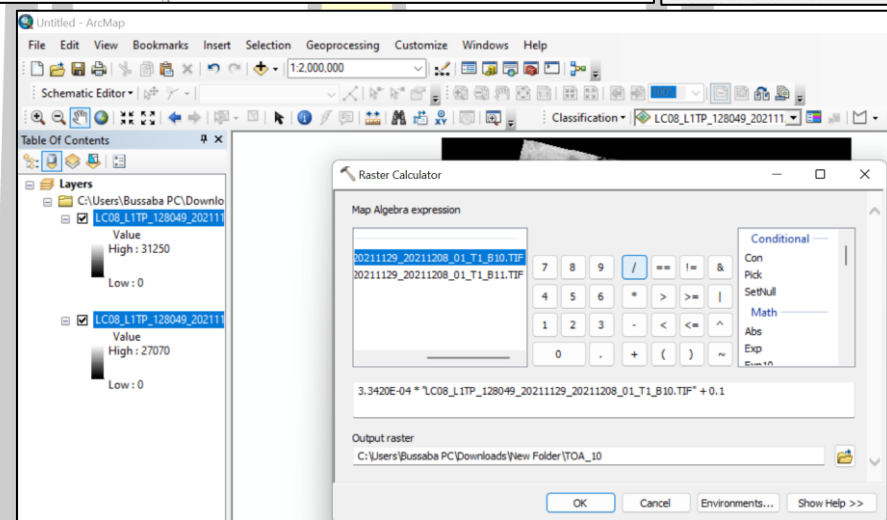 Untitled - ArcMap
File Edit View Bookmarks Insert Selection Geoprocessing Customize Windows Help
1:2,000,000
Schematic Editor
Classification LC08_L1TP_128049_202111
Table Of Contents
Layers
C:\Users\Bussaba PC\Downlo
LC08_L1TP_128049_202111
Value
High : 31250
Low : 0
LC08_L1TP_128049_202111
Value
High : 27070
Low : 0
Raster Calculator
Map Algebra expression
20211129_20211208_01_T1_B10.TIF
20211129_20211208_01_T1_B11.TIF
7 8 9 / == != &
4 5 6 * > >= |
1 2 3 - < <= ^
0 . + ( ) ~
Conditional
Con
Pick
SetNull
Math
Abs
Exp
Exp10
3.3420E-04 * "LC08_L1TP_128049_20211129_20211208_01_T1_B10.TIF" + 0.1
Output raster
C:\Users\Bussaba PC\Downloads\New Folder\TOA_10
OK Cancel Environments... Show Help >>